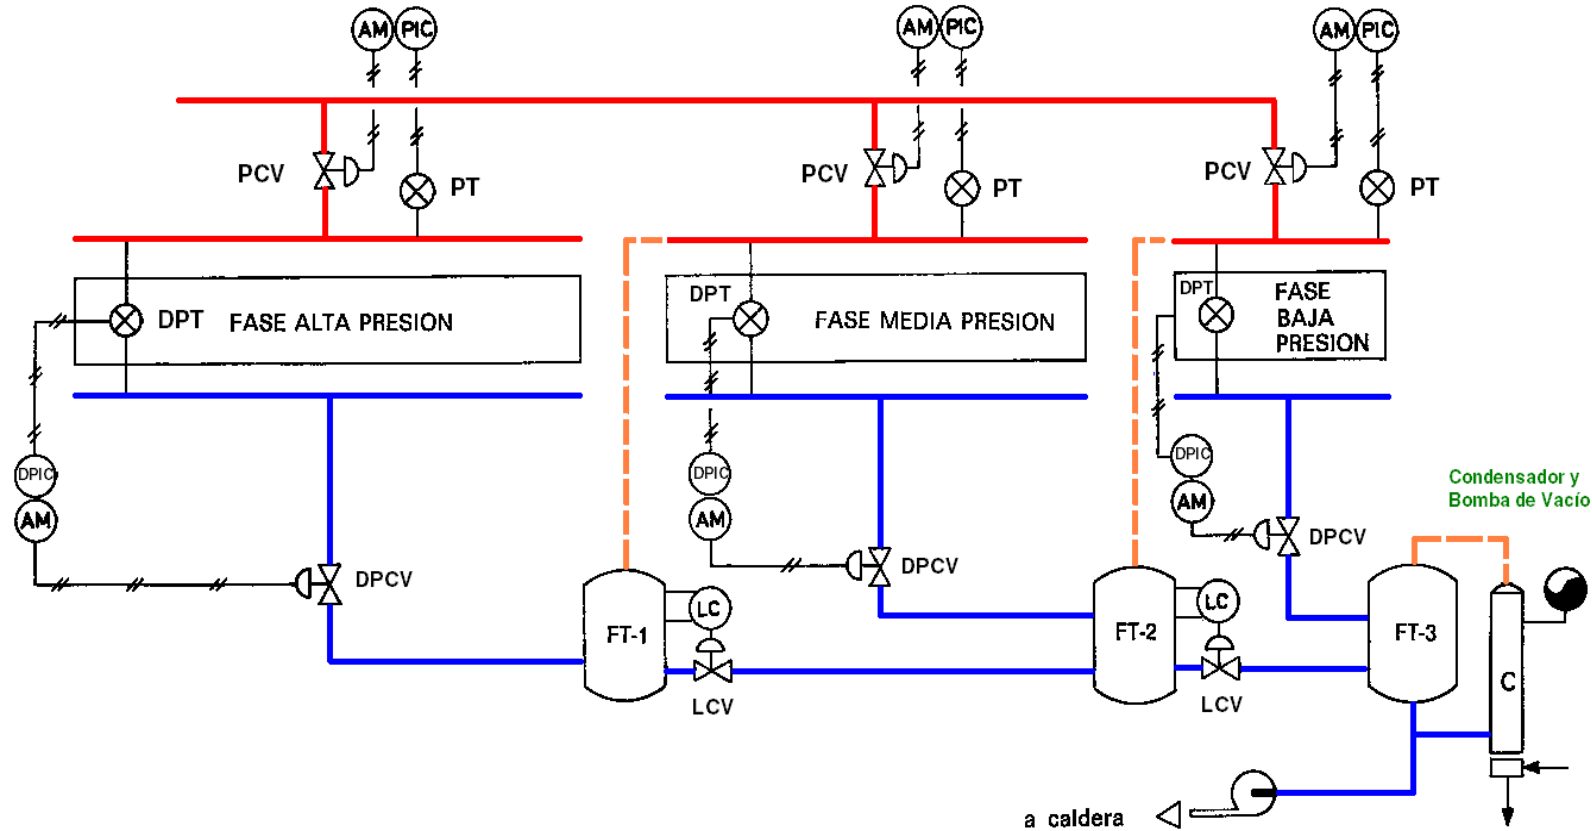 AM PIC
AM PIC
AM PIC
PCV
PT
PCV
PT
PCV
PT
DPT
FASE ALTA PRESION
DPT
FASE MEDIA PRESION
DPT
FASE
BAJA
PRESION
DPIC
AM
DPCV
DPIC
AM
DPCV
DPIC
AM
DPCV
Condensador y
Bomba de Vacío
FT-1
LC
LCV
FT-2
LC
LCV
FT-3
C
a caldera